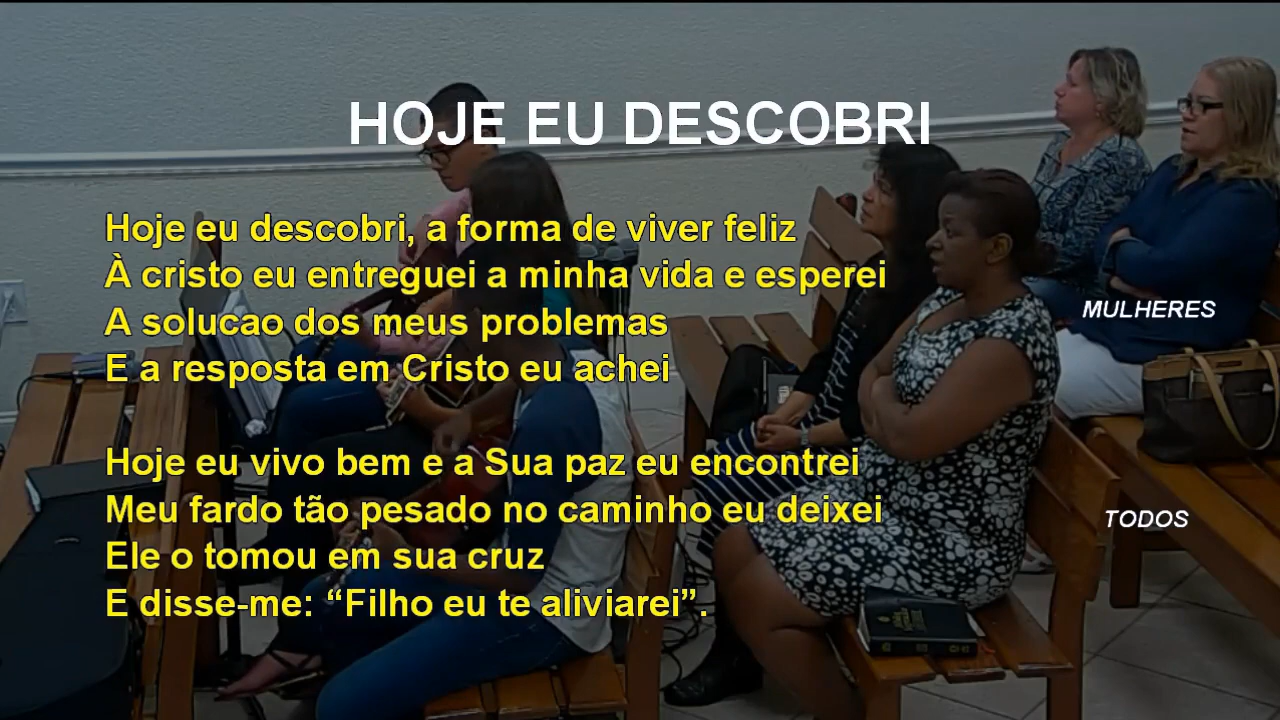 HOJE EU DESCOBRI
Hoje eu descobri, a forma de viver feliz
À cristo eu entreguei a minha vida e esperei
A solucao dos meus problemas
E a resposta em Cristo eu achei
MULHERES
Hoje eu vivo bem e a Sua paz eu encontrei
Meu fardo tão pesado no caminho eu deixei
Ele o tomou em sua cruz
E disse-me: “Filho eu te aliviarei”.
TODOS